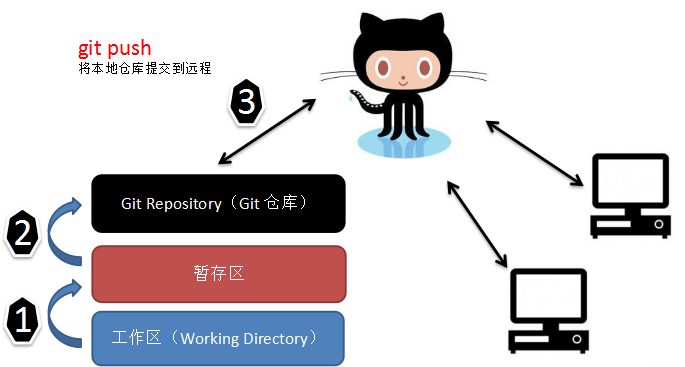 git push
将本地仓库提交到远程
3
Git Repository（Git 仓库）
2
暂存区
1
工作区（Working Directory）